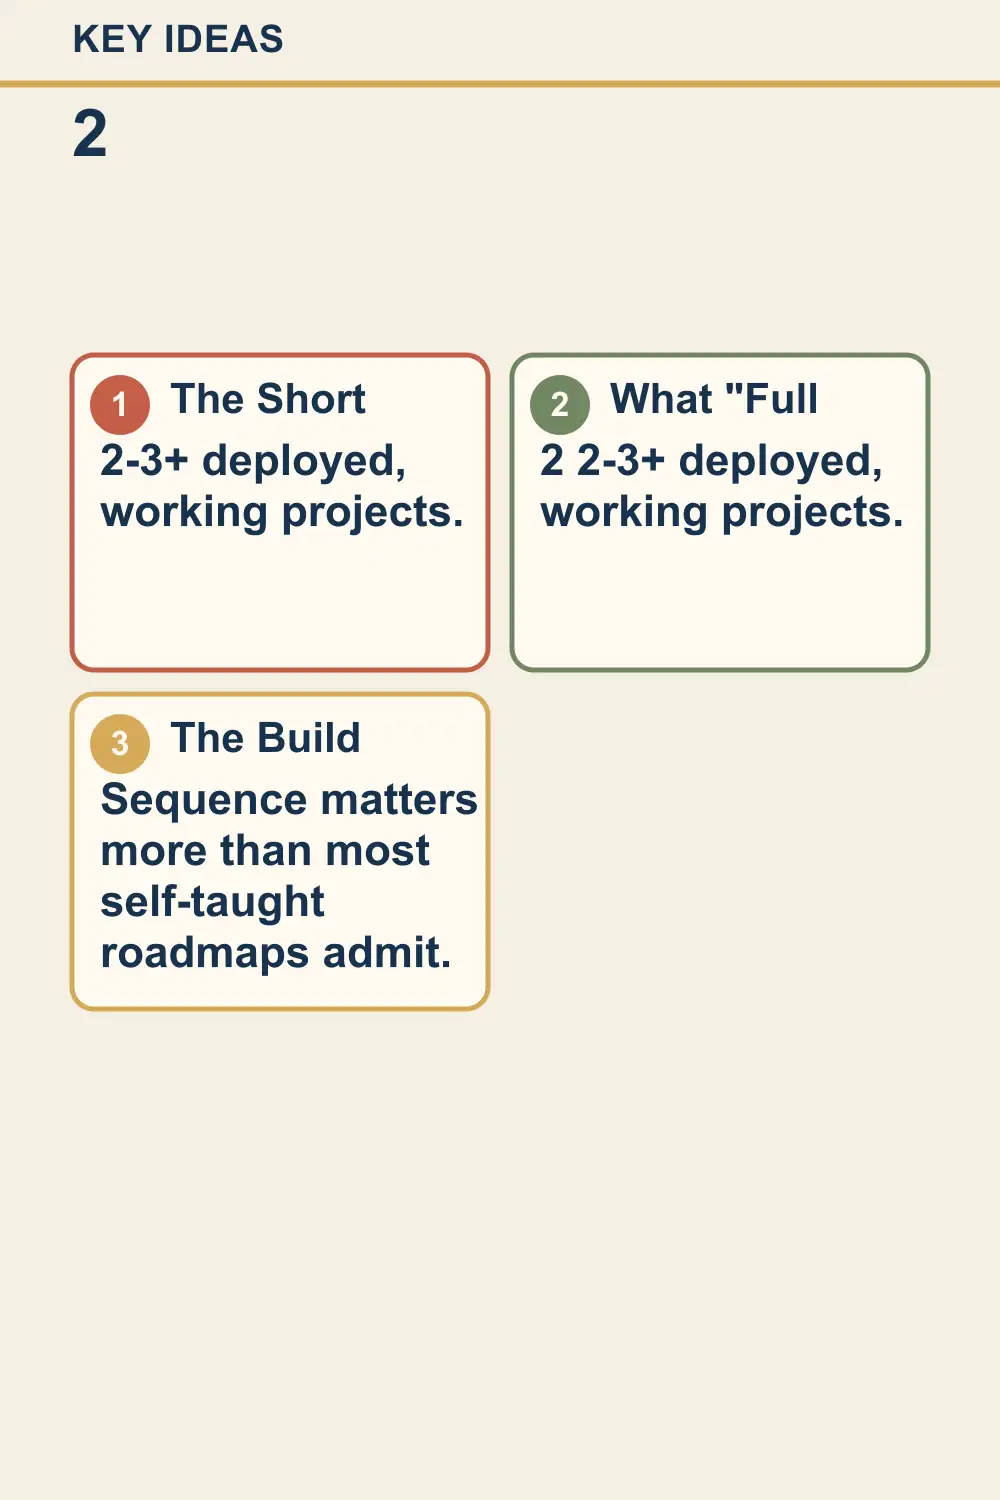 KEY IDEAS
2
1 The Short
2-3+ deployed,
working projects.
2 What "Full
2 2-3+ deployed,
working projects.
3 The Build
Sequence matters
more than most
self-taught
roadmaps admit.